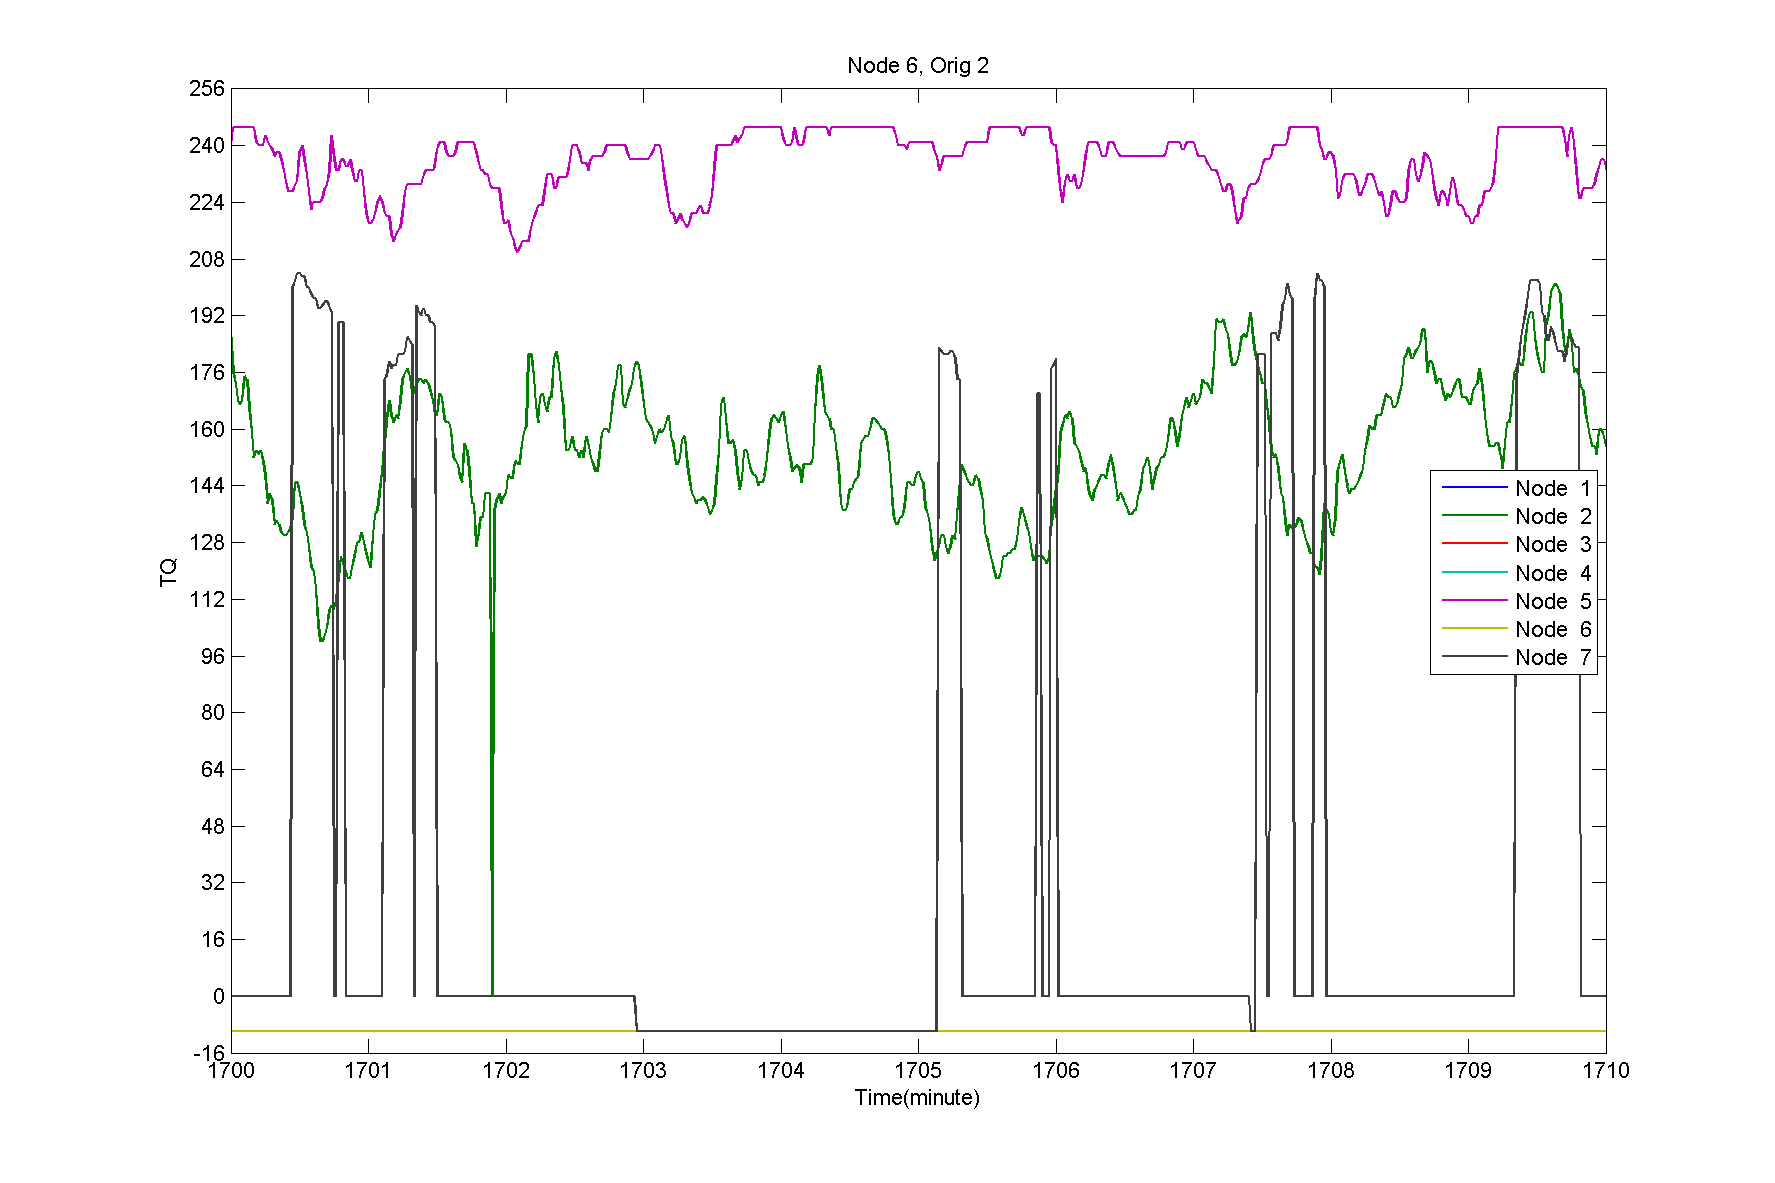 Node 6, Orig 2
256
240
224
208
192
176
160
144
128
112
96
80
64
48
32
16
0
-16
TQ
Node 1
Node 2
Node 3
Node 4
Node 5
Node 6
Node 7
1700 1701 1702 1703 1704 1705 1706 1707 1708 1709 1710
Time(minute)